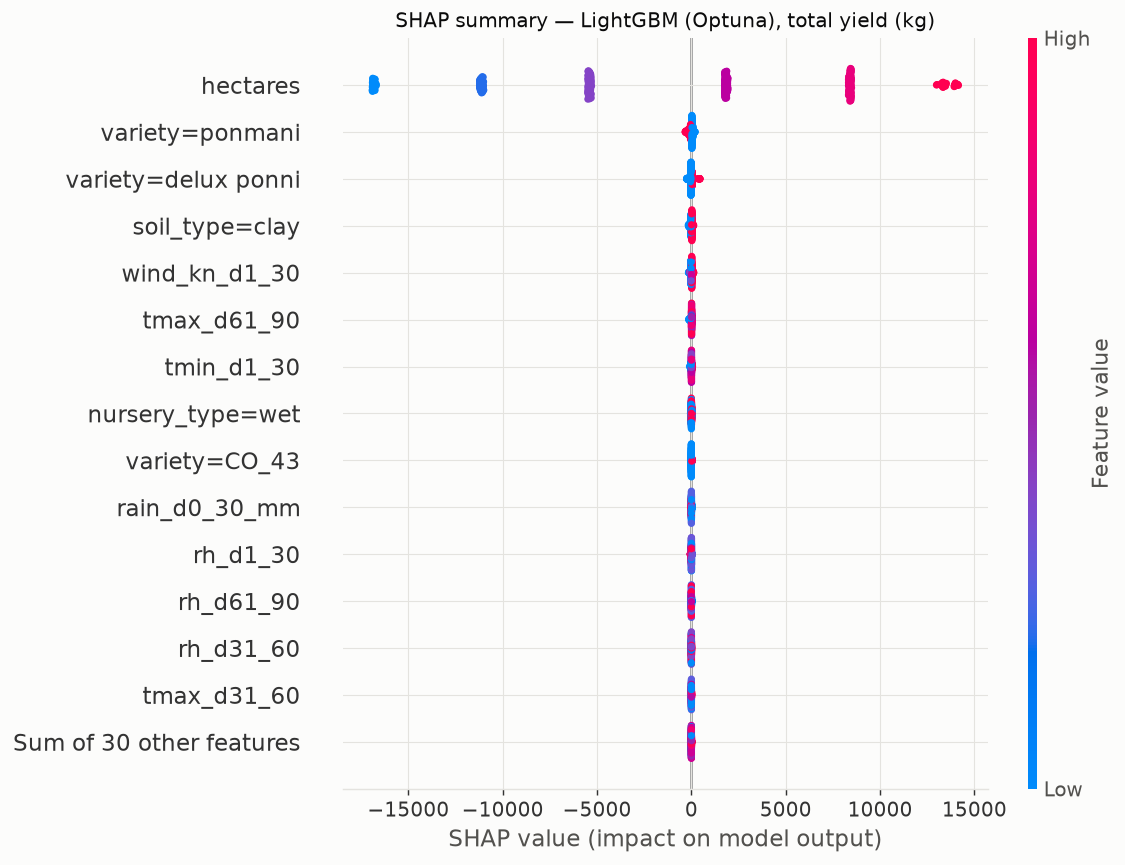 SHAP summary — LightGBM (Optuna), total yield (kg)
High
hectares
variety=ponmani
variety=delux ponni
soil_type=clay
wind_kn_d1_30
tmax_d61_90
tmin_d1_30
nursery_type=wet
variety=CO_43
rain_d0_30_mm
rh_d1_30
rh_d61_90
rh_d31_60
tmax_d31_60
Sum of 30 other features
Feature value
Low
−15000 −10000 −5000 0 5000 10000 15000
SHAP value (impact on model output)